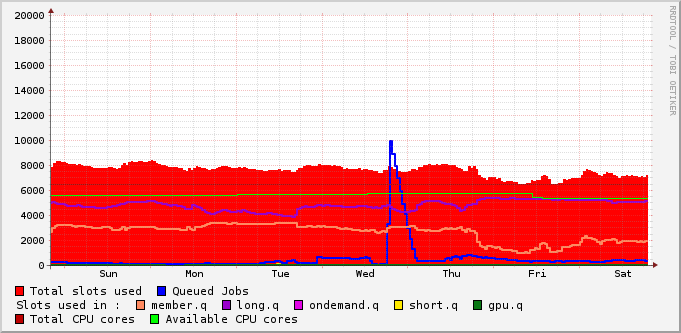 RRDTOOL / TOBI OETIKER
20000
18000
16000
14000
12000
10000
8000
6000
4000
2000
0
Sun Mon Tue Wed Thu Fri Sat
Total slots used Queued Jobs
Slots used in : member.q long.q ondemand.q short.q gpu.q
Total CPU cores Available CPU cores